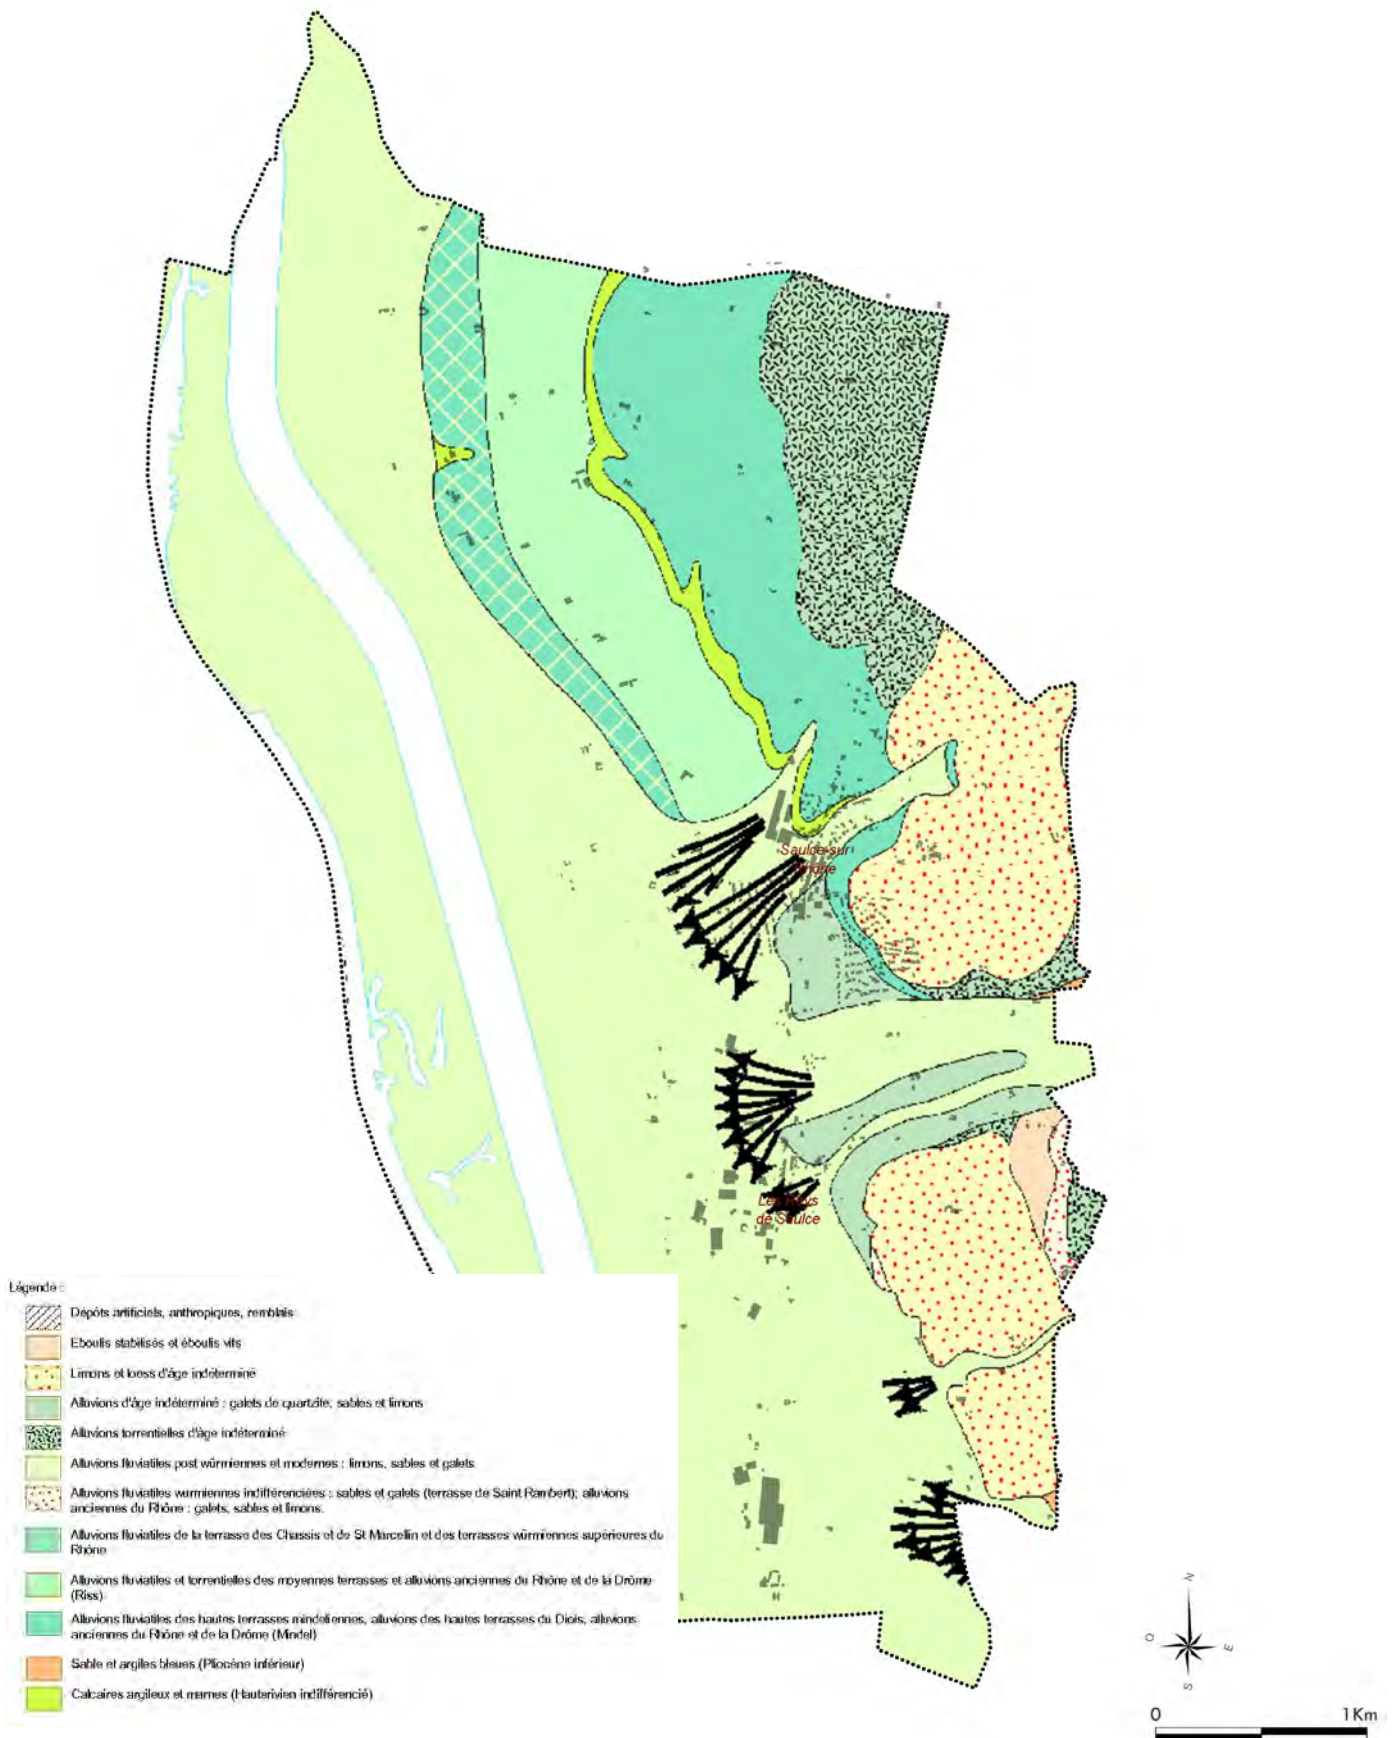 Saulce-sur
Rhône
Les Reys
de Saulce
Légende :
Dépôts artificiels, anthropiques, remblais
Eboulis stabilisés et éboulis vifs
Limons et loess d'âge indéterminé
Alluvions d'âge indéterminé : galets de quartzite, sables et limons
Alluvions torrentielles d'âge indéterminé
Alluvions fluviatiles post würmiennes et modernes : limons, sables et galets
Alluvions fluviatiles wurmiennes indifférenciées : sables et galets (terrasse de Saint Rambert); alluvions
anciennes du Rhône : galets, sables et limons.
Alluvions fluviatiles de la terrasse des Chassis et de St Marcellin et des terrasses würmiennes supérieures du
Rhône
Alluvions fluviatiles et torrentielles des moyennes terrasses et alluvions anciennes du Rhône et de la Drôme
(Riss)
Alluvions fluviatiles des hautes terrasses mindeliennes, alluvions des hautes terrasses du Diois, alluvions
anciennes du Rhône et de la Drôme (Mindel)
Sable et argiles bleues (Pliocène inférieur)
Calcaires argileux et marnes (Hauterivien indifférencié)
N
O
E
S
0 1Km